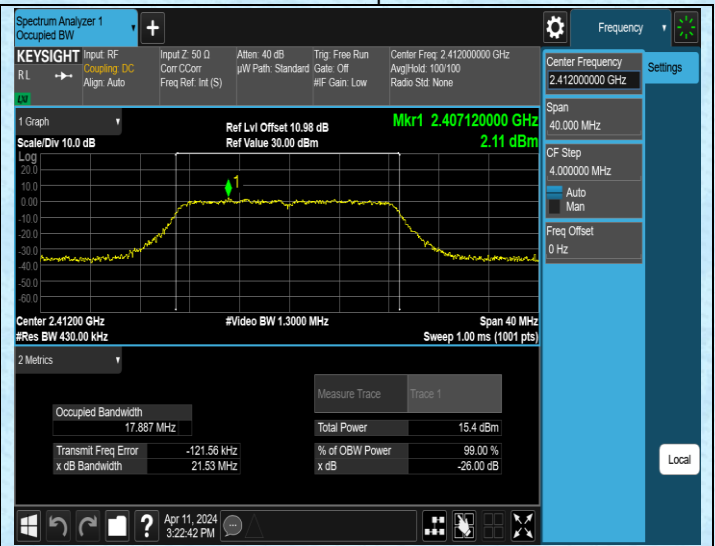 Spectrum Analyzer 1
Occupied BW
Frequency
KEYSIGHT
RL
LXI
Input: RF
Coupling: DC
Align: Auto
Input Z: 50 Ω
Corr CCorr
Freq Ref: Int (S)
Atten: 40 dB
µW Path: Standard
Trig: Free Run
Gate: Off
#IF Gain: Low
Center Freq: 2.412000000 GHz
Avg|Hold: 100/100
Radio Std: None
1 Graph
Scale/Div 10.0 dB
Ref Lvl Offset 10.98 dB
Ref Value 30.00 dBm
Mkr1 2.407120000 GHz
2.11 dBm
Log
20.0
10.0
0.00
-10.0
-20.0
-30.0
-40.0
-50.0
-60.0
1
Center 2.41200 GHz
#Res BW 430.00 kHz
#Video BW 1.3000 MHz
Span 40 MHz
Sweep 1.00 ms (1001 pts)
2 Metrics
Measure Trace Trace 1
Occupied Bandwidth
17.887 MHz
Total Power 15.4 dBm
Transmit Freq Error -121.56 kHz
% of OBW Power 99.00 %
x dB Bandwidth 21.53 MHz
x dB -26.00 dB
Center Frequency
2.412000000 GHz
Settings
Span
40.000 MHz
CF Step
4.000000 MHz
Auto
Man
Freq Offset
0 Hz
Local
?
Apr 11, 2024
3:22:42 PM